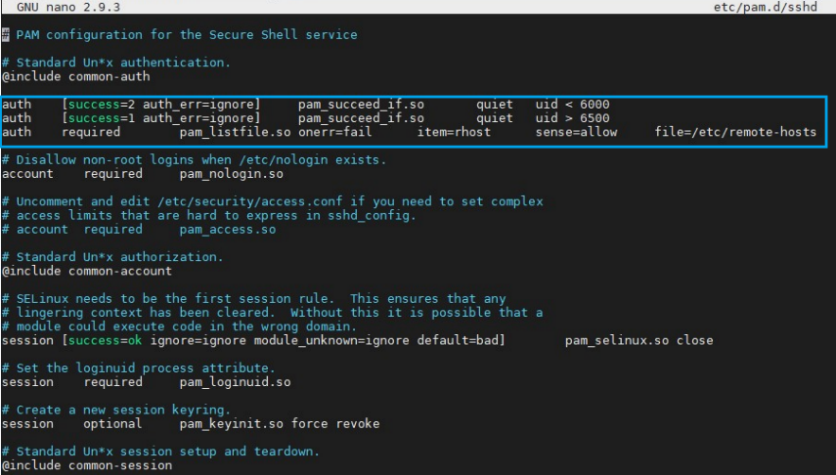 GNU nano 2.9.3 etc/pam.d/sshd
# PAM configuration for the Secure Shell service
# Standard Un*x authentication.
@include common-auth
auth [success=2 auth_err=ignore] pam_succeed_if.so quiet uid < 6000
auth [success=1 auth_err=ignore] pam_succeed_if.so quiet uid > 6500
auth required pam_listfile.so onerr=fail item=rhost sense=allow file=/etc/remote-hosts
# Disallow non-root logins when /etc/nologin exists.
account required pam_nologin.so
# Uncomment and edit /etc/security/access.conf if you need to set complex
# access limits that are hard to express in sshd_config.
# account required pam_access.so
# Standard Un*x authorization.
@include common-account
# SELinux needs to be the first session rule. This ensures that any
# lingering context has been cleared. Without this it is possible that a
# module could execute code in the wrong domain.
session [success=ok ignore=ignore module_unknown=ignore default=bad] pam_selinux.so close
# Set the loginuid process attribute.
session required pam_loginuid.so
# Create a new session keyring.
session optional pam_keyinit.so force revoke
# Standard Un*x session setup and teardown.
@include common-session